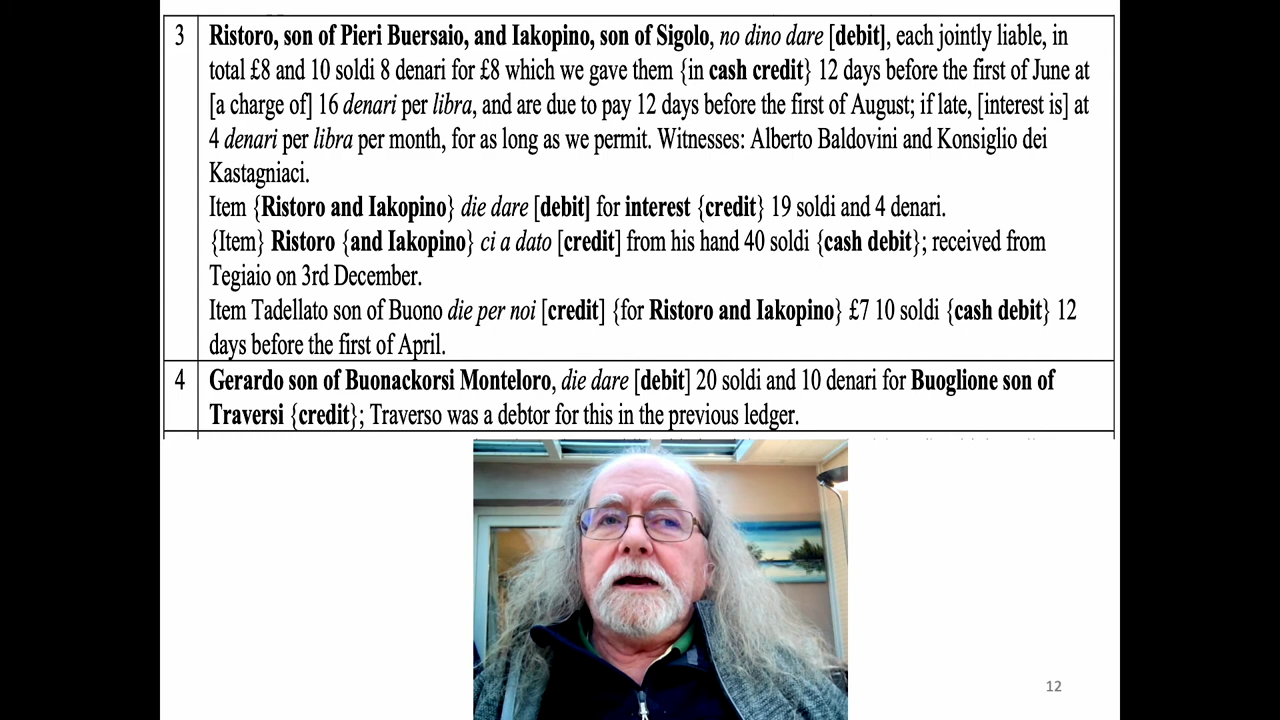 3 Ristoro, son of Pieri Buersaio, and Iakopino, son of Sigolo, no dino dare [debit], each jointly liable, in
total £8 and 10 soldi 8 denari for £8 which we gave them {in cash credit} 12 days before the first of June at
[a charge of] 16 denari per libra, and are due to pay 12 days before the first of August; if late, [interest is] at
4 denari per libra per month, for as long as we permit. Witnesses: Alberto Baldovini and Konsiglio dei
Kastagniaci.
Item {Ristoro and Iakopino} die dare [debit] for interest {credit} 19 soldi and 4 denari.
{Item} Ristoro {and Iakopino} ci a dato [credit] from his hand 40 soldi {cash debit}; received from
Tegiaio on 3rd December.
Item Tadellato son of Buono die per noi [credit] {for Ristoro and Iakopino} £7 10 soldi {cash debit} 12
days before the first of April.
4 Gerardo son of Buonackorsi Monteloro, die dare [debit] 20 soldi and 10 denari for Buoglione son of
Traversi {credit}; Traverso was a debtor for this in the previous ledger.
12